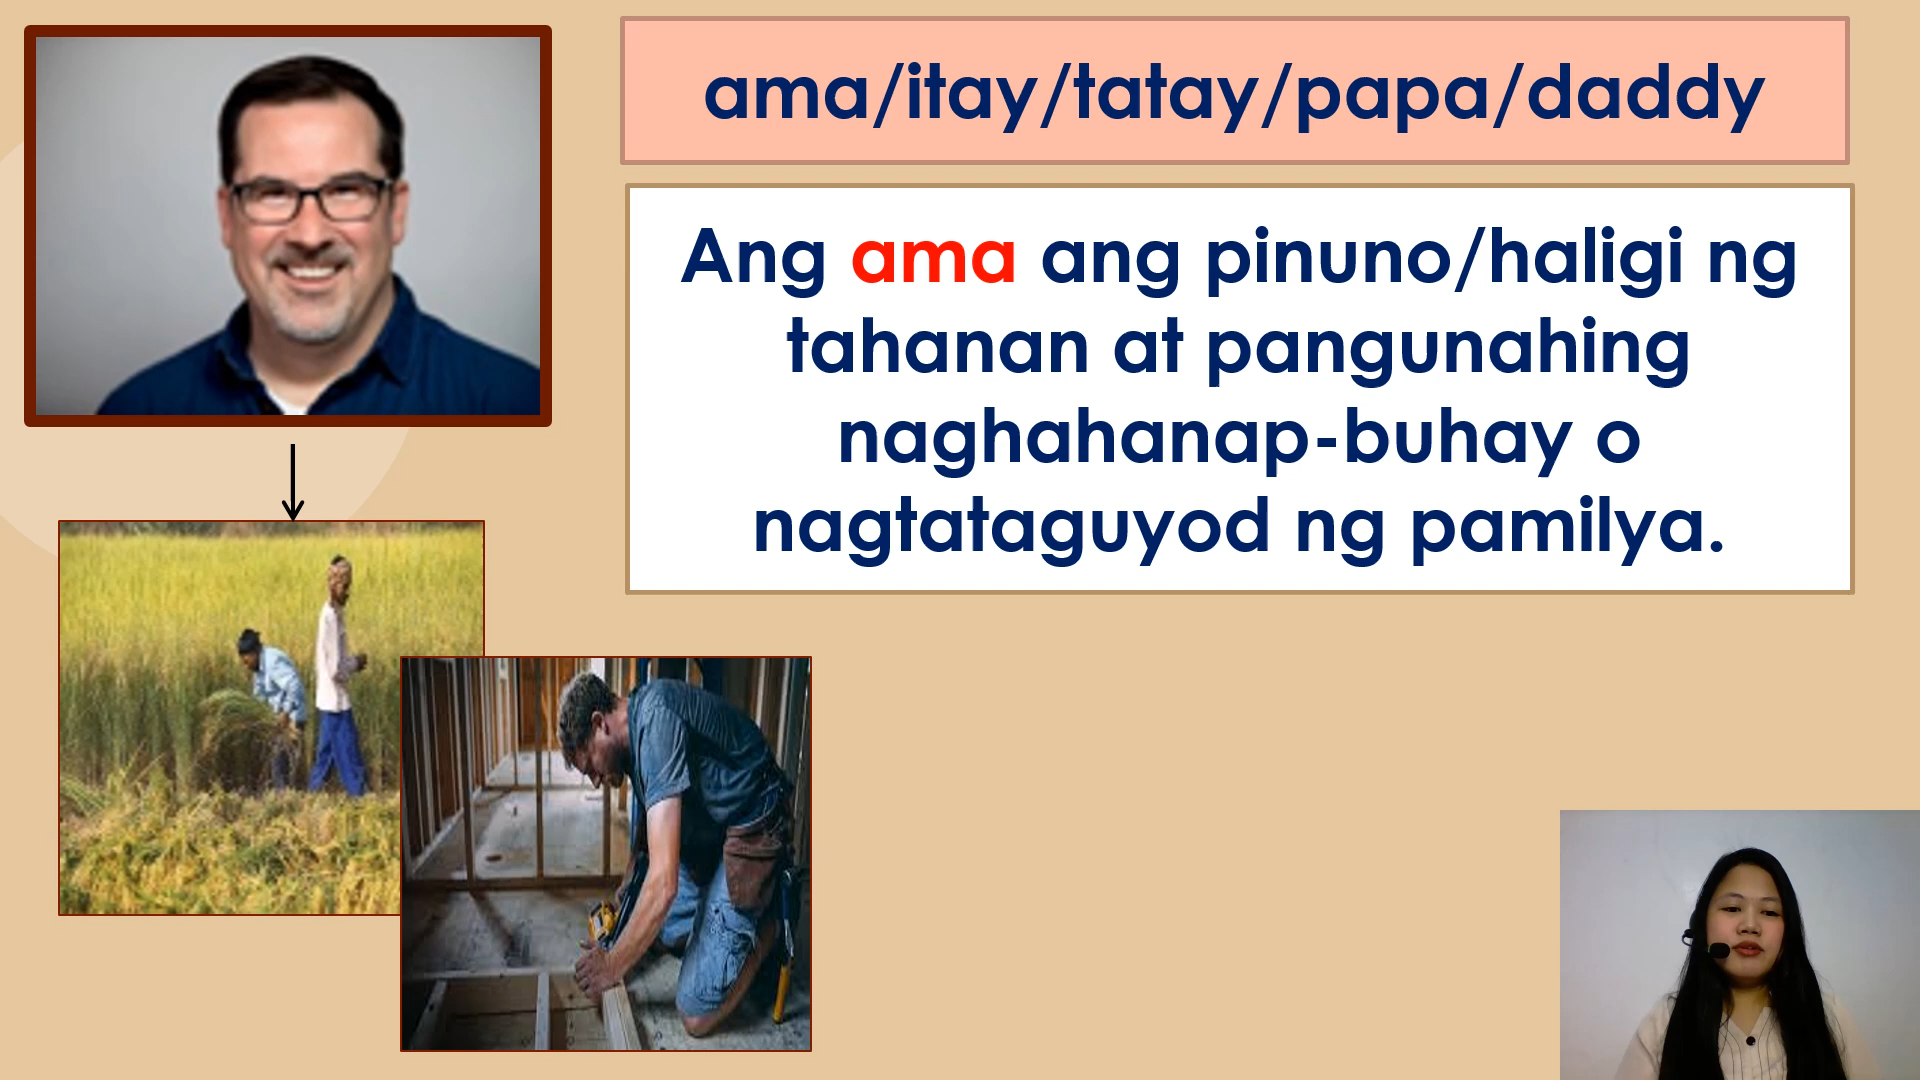 ama/itay/tatay/papa/daddy
Ang ama ang pinuno/haligi ng
tahanan at pangunahing
naghahanap-buhay o
nagtataguyod ng pamilya.